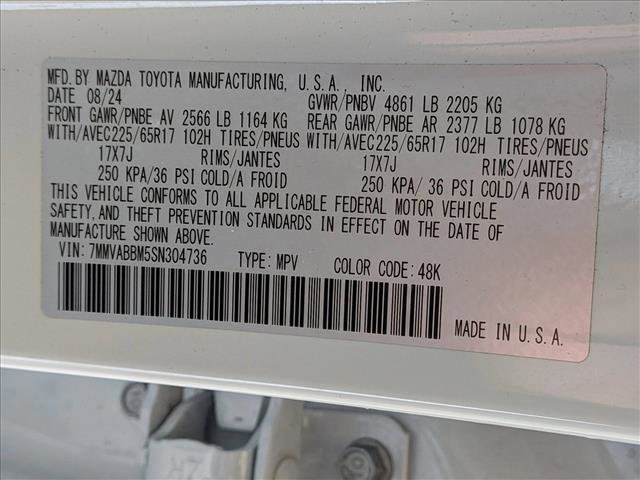 MFD. BY MAZDA TOYOTA MANUFACTURING, U.S.A., INC.
DATE 08/24 GVWR/PNBV 4861 LB 2205 KG
FRONT GAWR/PNBE AV 2566 LB 1164 KG REAR GAWR/PNBE AR 2377 LB 1078 KG
WITH/AVEC225/65R17 102H TIRES/PNEUS WITH/AVEC225/65R17 102H TIRES/PNEUS
17X7J RIMS/JANTES 17X7J RIMS/JANTES
250 KPA/36 PSI COLD/A FROID 250 KPA/ 36 PSI COLD/A FROID
THIS VEHICLE CONFORMS TO ALL APPLICABLE FEDERAL MOTOR VEHICLE
SAFETY, AND THEFT PREVENTION STANDARDS IN EFFECT ON THE DATE OF
MANUFACTURE SHOWN ABOVE.
VIN: 7MMVABBM5SN304736 TYPE: MPV COLOR CODE: 48K
MADE IN U.S.A.